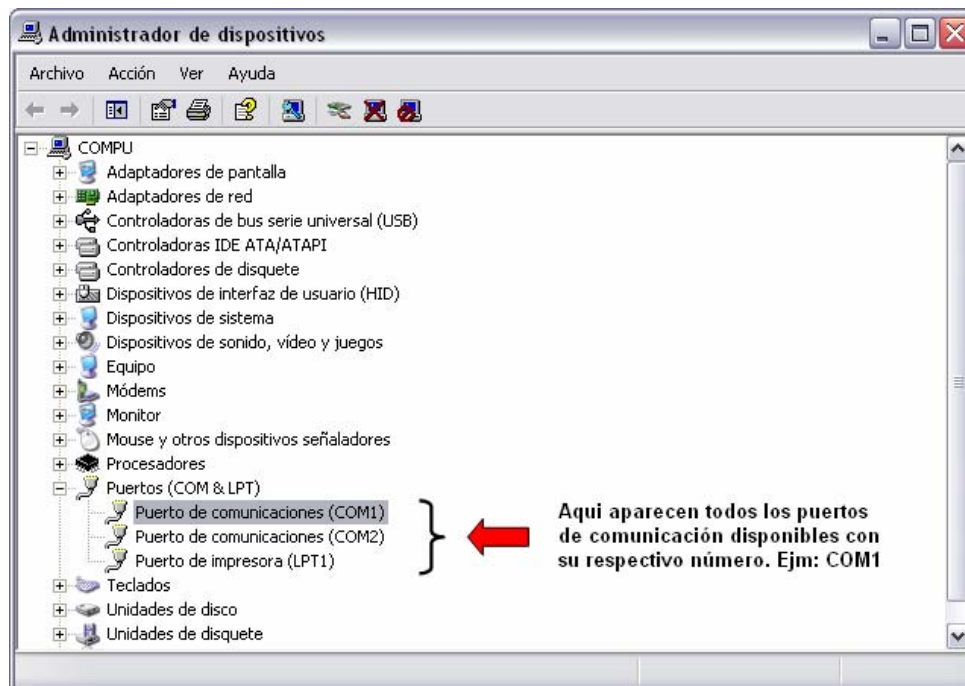 Administrador de dispositivos
Archivo Acción Ver Ayuda
COMPU
Adaptadores de pantalla
Adaptadores de red
Controladoras de bus serie universal (USB)
Controladoras IDE ATA/ATAPI
Controladores de disquete
Dispositivos de interfaz de usuario (HID)
Dispositivos de sistema
Dispositivos de sonido, vídeo y juegos
Equipo
Módems
Monitor
Mouse y otros dispositivos señaladores
Procesadores
Puertos (COM & LPT)
Puerto de comunicaciones (COM1)
Puerto de comunicaciones (COM2)
Puerto de impresora (LPT1)
Aqui aparecen todos los puertos
de comunicación disponibles con
su respectivo número. Ejm: COM1
Teclados
Unidades de disco
Unidades de disquete